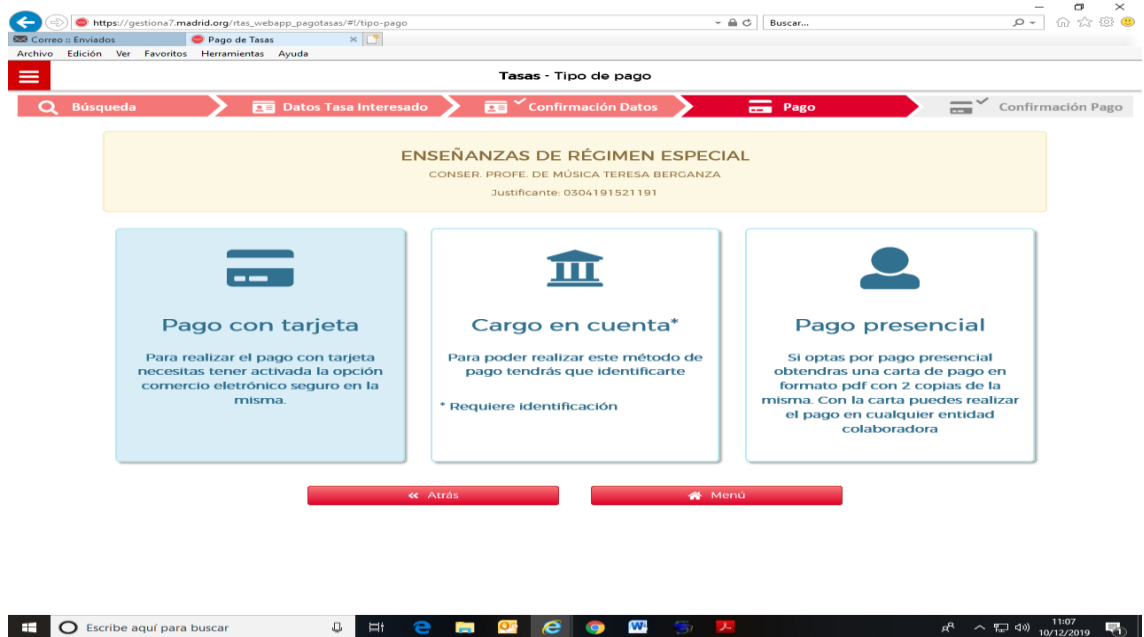 https://gestiona7.madrid.org/rtas_webapp_pagotasas/#!/tipo-pago
Buscar...
Correo :: Enviados
Pago de Tasas
Archivo Edición Ver Favoritos Herramientas Ayuda
Tasas - Tipo de pago
Búsqueda
Datos Tasa Interesado
Confirmación Datos
Pago
Confirmación Pago
ENSEÑANZAS DE RÉGIMEN ESPECIAL
CONSER. PROFE. DE MÚSICA TERESA BERGANZA
Justificante: 0304191521191
Pago con tarjeta
Para realizar el pago con tarjeta
necesitas tener activada la opción
comercio eletrónico seguro en la
misma.
Cargo en cuenta*
Para poder realizar este método de
pago tendrás que identificarte
* Requiere identificación
Pago presencial
Si optas por pago presencial
obtendras una carta de pago en
formato pdf con 2 copias de la
misma. Con la carta puedes realizar
el pago en cualquier entidad
colaboradora
Atrás
Menú
Escribe aquí para buscar
11:07
10/12/2019